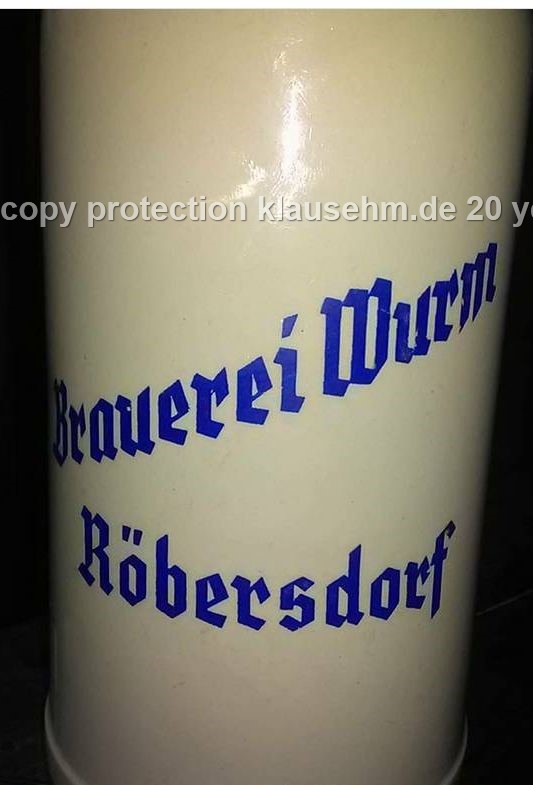 copy protection klausehm.de 20
Brauerei Wurm
Röbersdorf